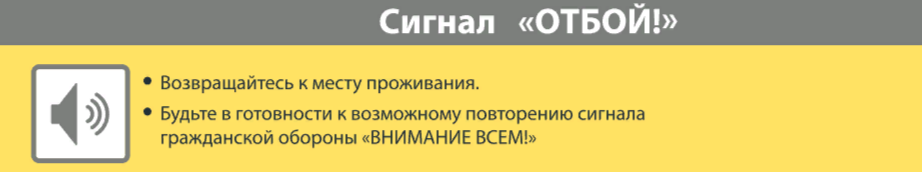 Сигнал «ОТБОЙ!»
• Возвращайтесь к месту проживания.
• Будьте в готовности к возможному повторению сигнала
гражданской обороны «ВНИМАНИЕ ВСЕМ!»